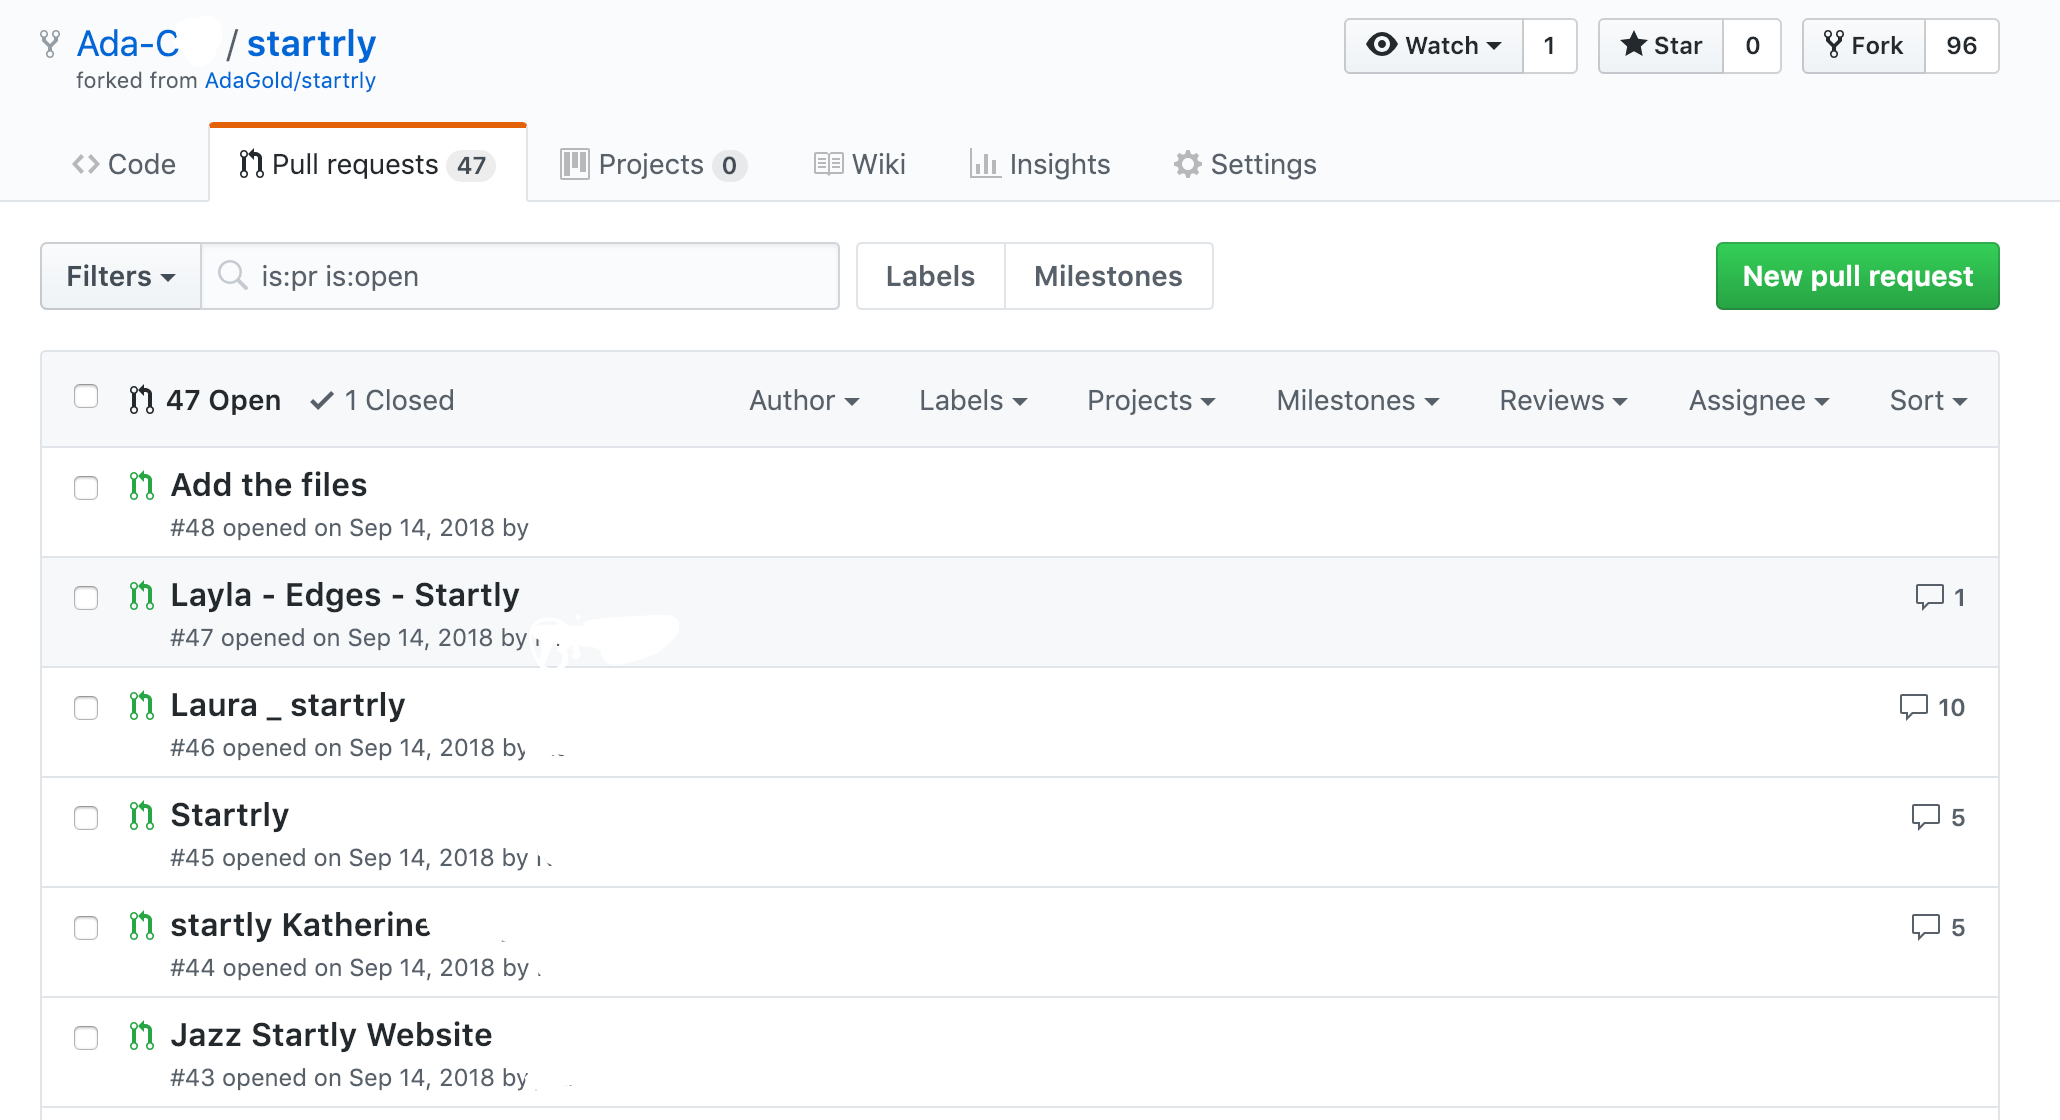 Ada-C / startrly
Watch 1 Star 0 Fork 96
forked from AdaGold/startrly
Code Pull requests 47 Projects 0 Wiki Insights Settings
Filters is:pr is:open Labels Milestones New pull request
47 Open 1 Closed Author Labels Projects Milestones Reviews Assignee Sort
Add the files
#48 opened on Sep 14, 2018 by
Layla - Edges - Startly 1
#47 opened on Sep 14, 2018 by
Laura _ startrly 10
#46 opened on Sep 14, 2018 by
Startrly 5
#45 opened on Sep 14, 2018 by
startly Katherine 5
#44 opened on Sep 14, 2018 by
Jazz Startly Website
#43 opened on Sep 14, 2018 by